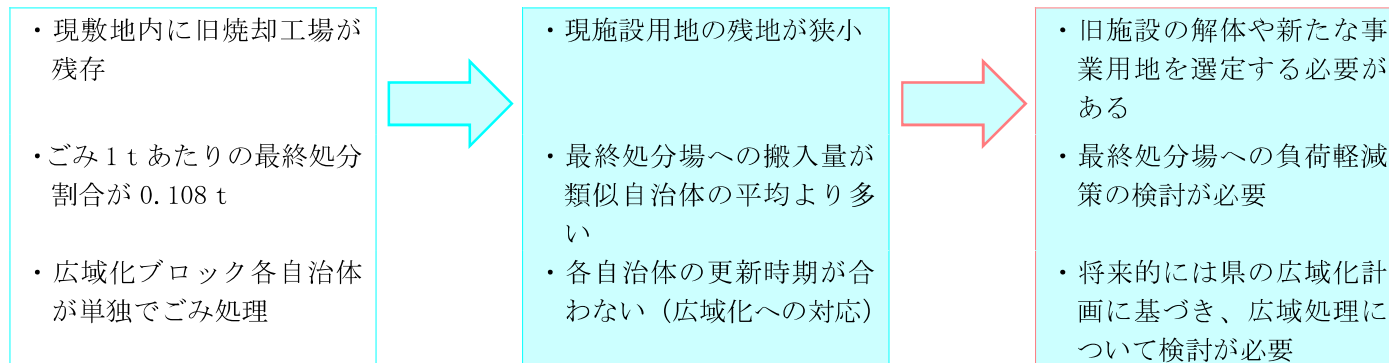 ・現敷地内に旧焼却工場が
残存
・ごみ1tあたりの最終処分
割合が 0.108 t
・広域化ブロック各自治体
が単独でごみ処理
・現施設用地の残地が狭小
・最終処分場への搬入量が
類似自治体の平均より多
い
・各自治体の更新時期が合
わない（広域化への対応）
・旧施設の解体や新たな事
業用地を選定する必要が
ある
・最終処分場への負荷軽減
策の検討が必要
・将来的には県の広域化計
画に基づき、広域処理に
ついて検討が必要